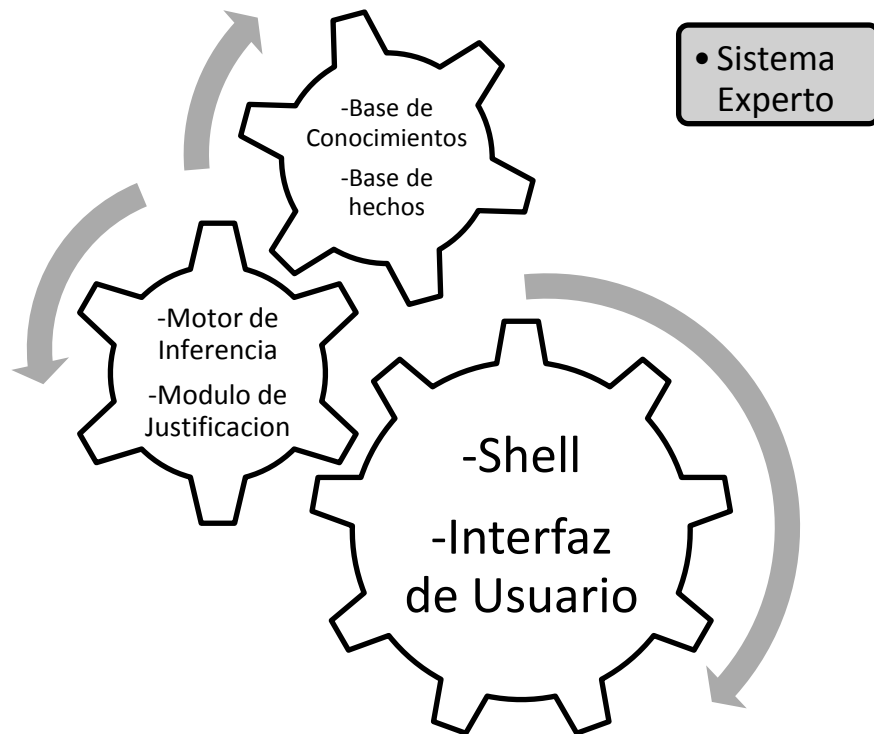 • Sistema
Experto
-Base de
Conocimientos
-Base de
hechos
-Motor de
Inferencia
-Modulo de
Justificacion
-Shell
-Interfaz
de Usuario